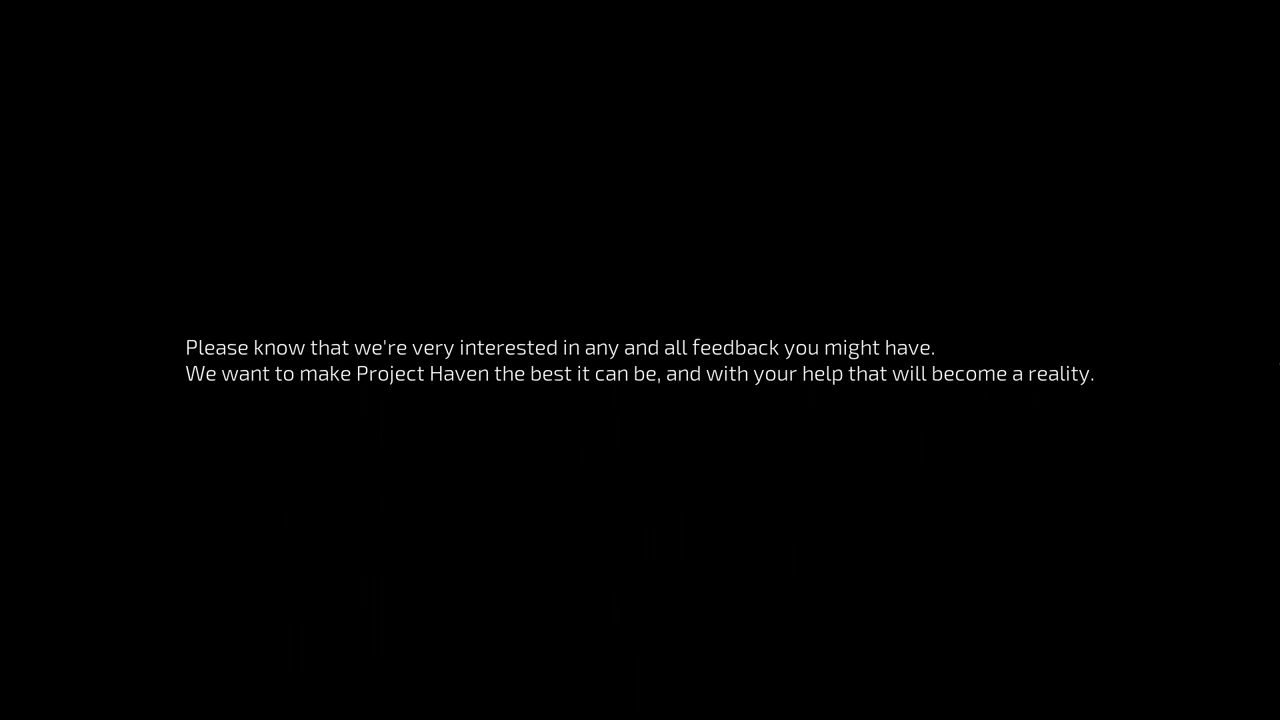 Please know that we're very interested in any and all feedback you might have.
We want to make Project Haven the best it can be, and with your help that will become a reality.